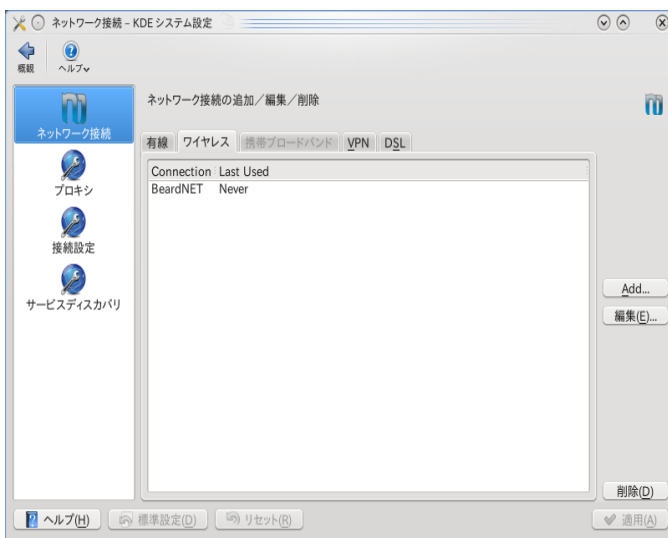 ネットワーク接続 – KDE システム設定
概観
ヘルプ
ネットワーク接続
プロキシ
接続設定
サービスディスカバリ
ネットワーク接続の追加／編集／削除
有線 ワイヤレス 携帯ブロードバンド VPN DSL
Connection Last Used
BeardNET Never
Add...
編集(E)...
削除(D)
ヘルプ(H) 標準設定(D) リセット(R) 適用(A)